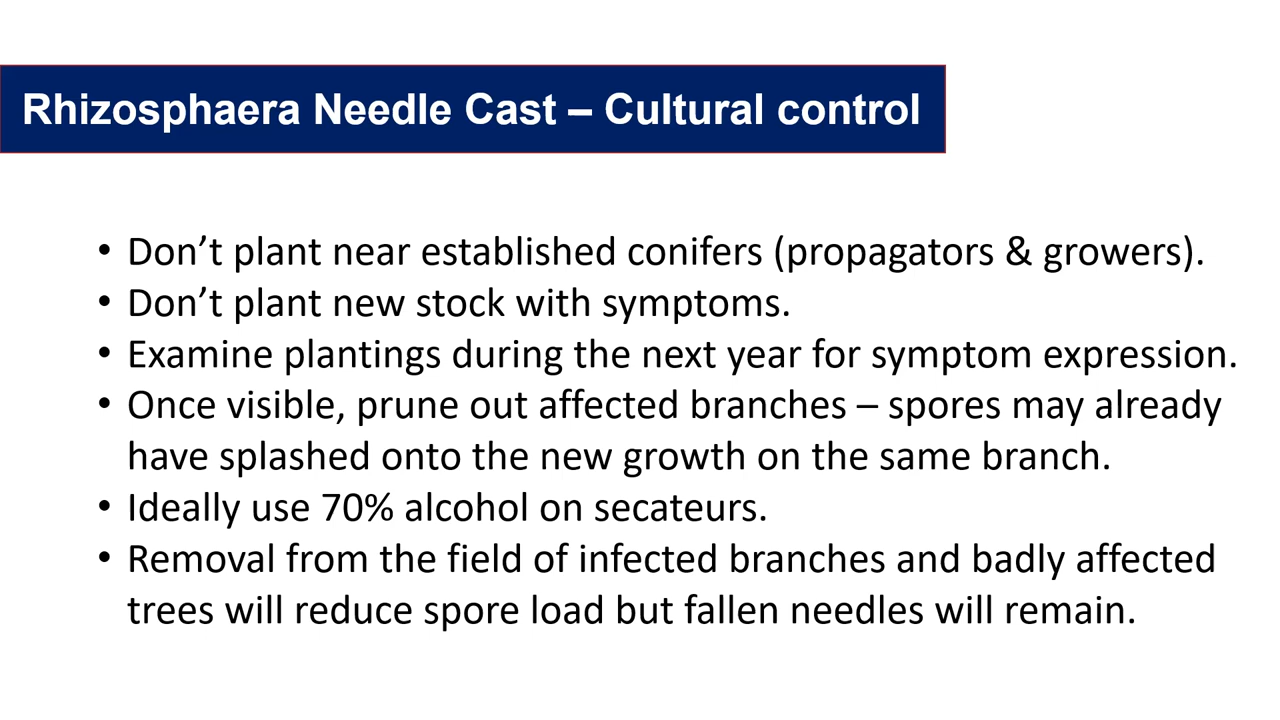 Rhizosphaera Needle Cast – Cultural control
• Don’t plant near established conifers (propagators & growers).
• Don’t plant new stock with symptoms.
• Examine plantings during the next year for symptom expression.
• Once visible, prune out affected branches – spores may already
have splashed onto the new growth on the same branch.
• Ideally use 70% alcohol on secateurs.
• Removal from the field of infected branches and badly affected
trees will reduce spore load but fallen needles will remain.